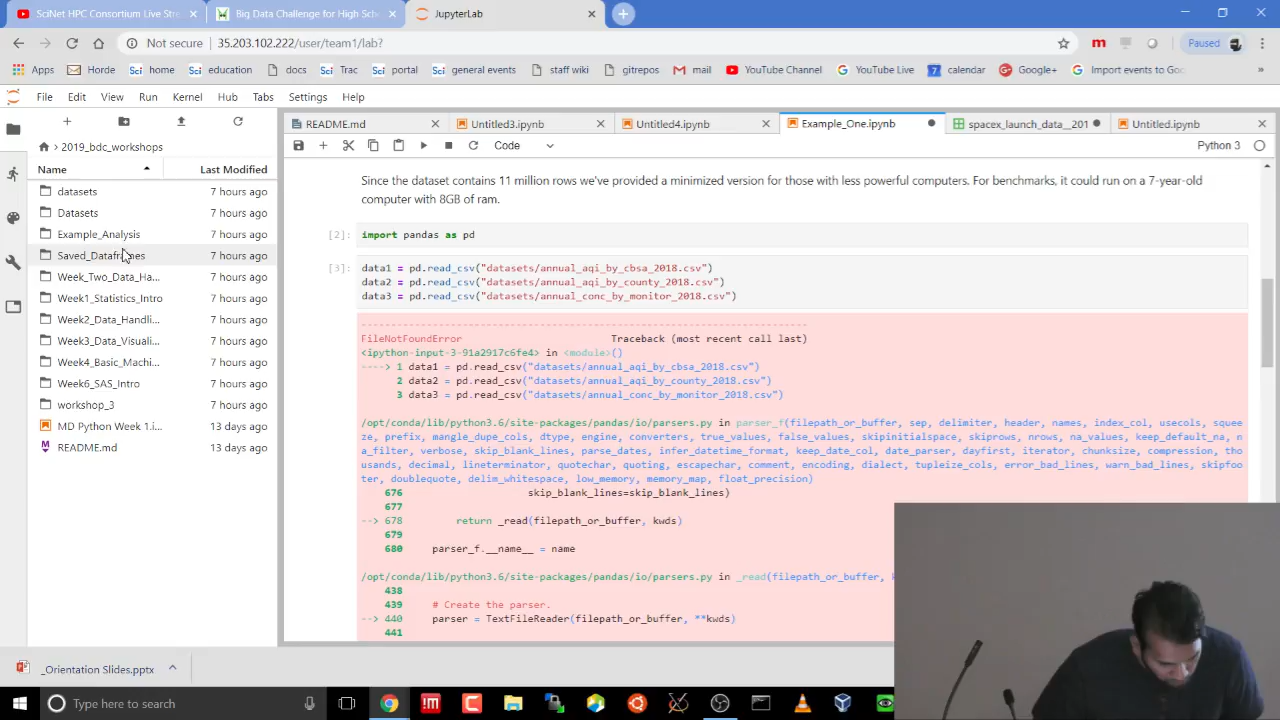 SciNet HPC Consortium Live Stre
Big Data Challenge for High Sch
JupyterLab
Not secure
35.203.102.222/user/team1/lab?
Paused
Apps
Horde
home
education
docs
Trac
portal
general events
staff wiki
gitrepos
mail
YouTube Channel
YouTube Live
calendar
Google+
Import events to Go
File
Edit
View
Run
Kernel
Hub
Tabs
Settings
Help
README.md
Untitled3.ipynb
Untitled4.ipynb
Example_One.ipynb
spacex_launch_data__201
Untitled.ipynb
Code
Python 3
2019_bdc_workshops
Name
Last Modified
datasets 7 hours ago
Datasets 7 hours ago
Example_Analysis 7 hours ago
Saved_Dataframes 7 hours ago
Week_Two_Data_Ha... 7 hours ago
Week1_Statistics_Intro 7 hours ago
Week2_Data_Handli... 7 hours ago
Week3_Data_Visuali... 7 hours ago
Week4_Basic_Machi... 7 hours ago
Week6_SAS_Intro 7 hours ago
workshop_3 7 hours ago
MD Python Week 1.i... 13 days ago
README.md 13 days ago
Since the dataset contains 11 million rows we've provided a minimized version for those with less powerful computers. For benchmarks, it could run on a 7-year-old
computer with 8GB of ram.
[2]: import pandas as pd
[3]: data1 = pd.read_csv("datasets/annual_aqi_by_cbsa_2018.csv")
data2 = pd.read_csv("datasets/annual_aqi_by_county_2018.csv")
data3 = pd.read_csv("datasets/annual_conc_by_monitor_2018.csv")
---------------------------------------------------------------------------
FileNotFoundError Traceback (most recent call last)
<ipython-input-3-91a2917c6fe4> in <module>()
----> 1 data1 = pd.read_csv("datasets/annual_aqi_by_cbsa_2018.csv")
2 data2 = pd.read_csv("datasets/annual_aqi_by_county_2018.csv")
3 data3 = pd.read_csv("datasets/annual_conc_by_monitor_2018.csv")
/opt/conda/lib/python3.6/site-packages/pandas/io/parsers.py in parser_f(filepath_or_buffer, sep, delimiter, header, names, index_col, usecols, squee
ze, prefix, mangle_dupe_cols, dtype, engine, converters, true_values, false_values, skipinitialspace, skiprows, nrows, na_values, keep_default_na, n
a_filter, verbose, skip_blank_lines, parse_dates, infer_datetime_format, keep_date_col, date_parser, dayfirst, iterator, chunksize, compression, tho
usands, decimal, lineterminator, quotechar, quoting, escapechar, comment, encoding, dialect, tupleize_cols, error_bad_lines, warn_bad_lines, skipfoo
ter, doublequote, delim_whitespace, low_memory, memory_map, float_precision)
676 skip_blank_lines=skip_blank_lines)
677
--> 678 return _read(filepath_or_buffer, kwds)
679
680 parser_f.__name__ = name
/opt/conda/lib/python3.6/site-packages/pandas/io/parsers.py in _read(filepath_or_buffer, k
438
439 # Create the parser.
--> 440 parser = TextFileReader(filepath_or_buffer, **kwds)
441
_Orientation Slides.pptx
Type here to search